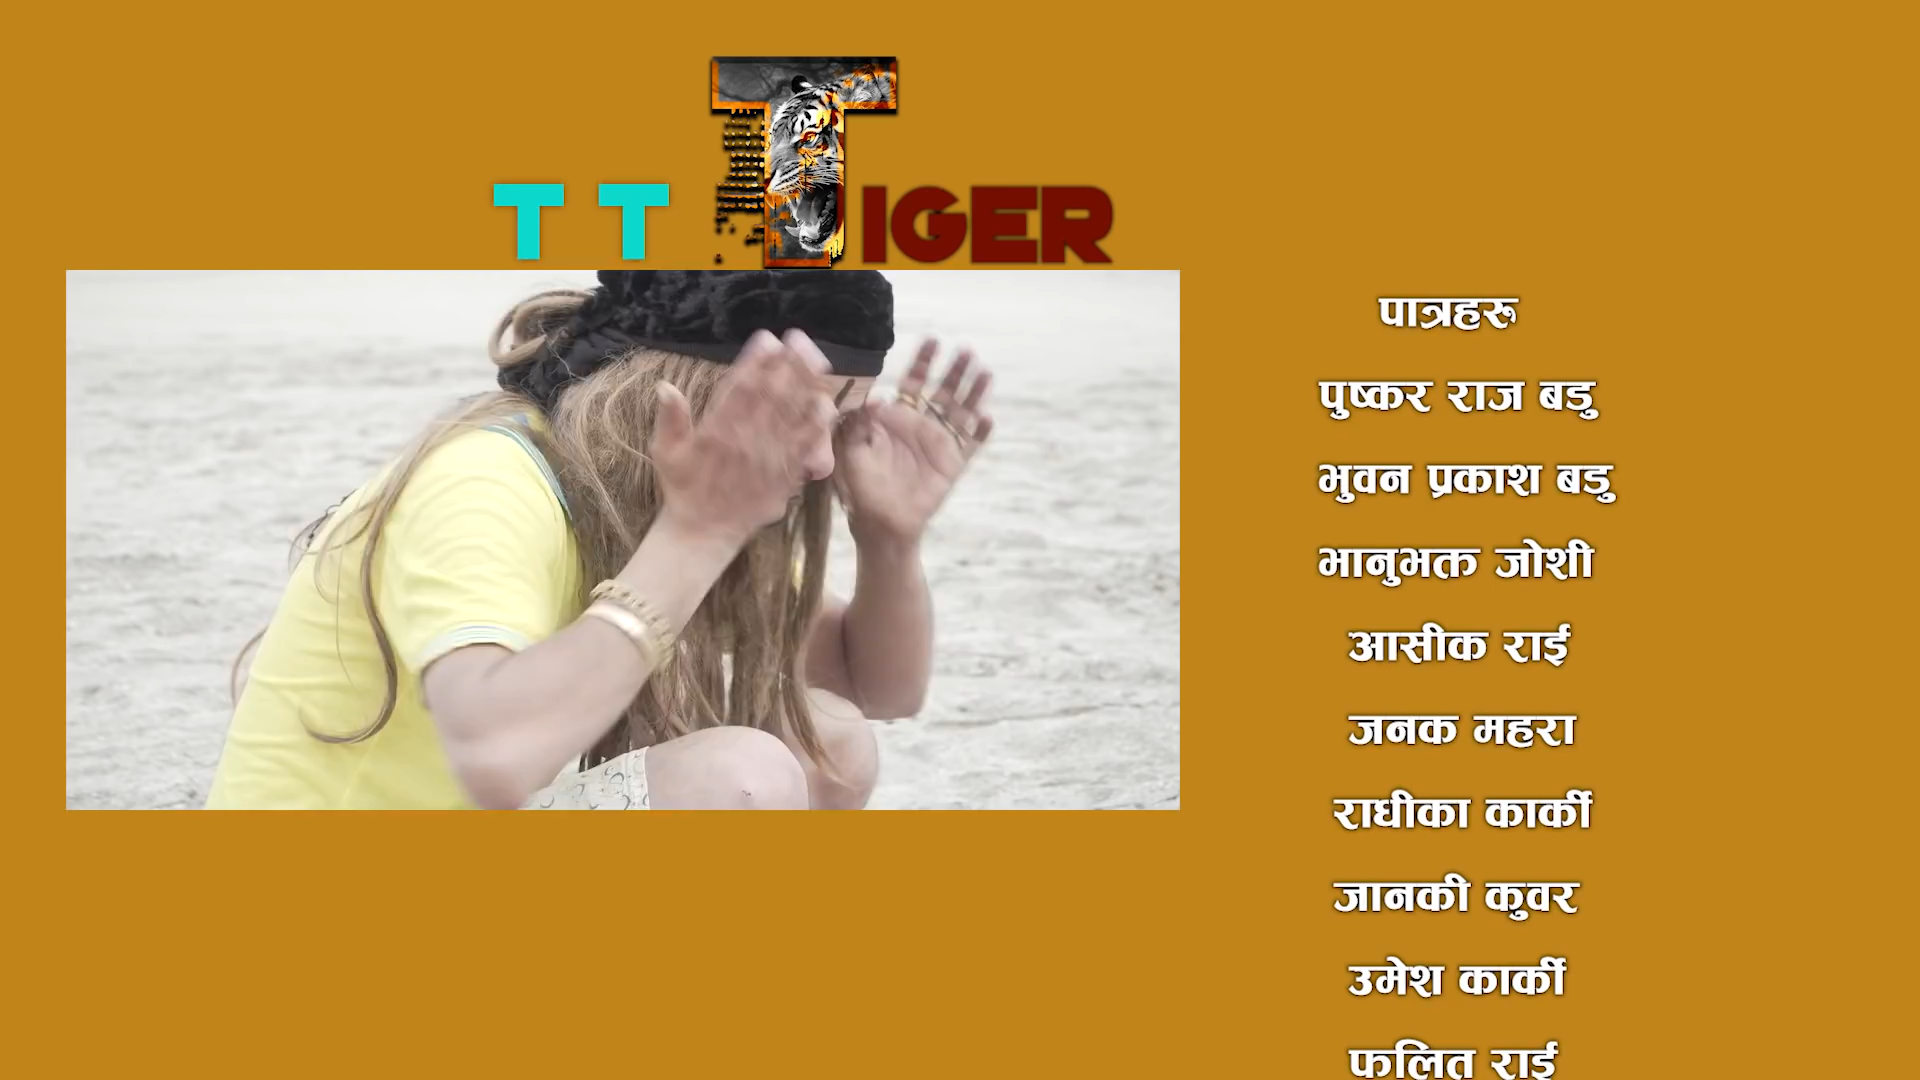 T T TIGER
पात्रहरू
पुष्कर राज बडु
भुवन प्रकाश बडु
भानुभक्त जोशी
आसीक राई
जनक महरा
राधीका कार्की
जानकी कुवर
उमेश कार्की
फलित राई